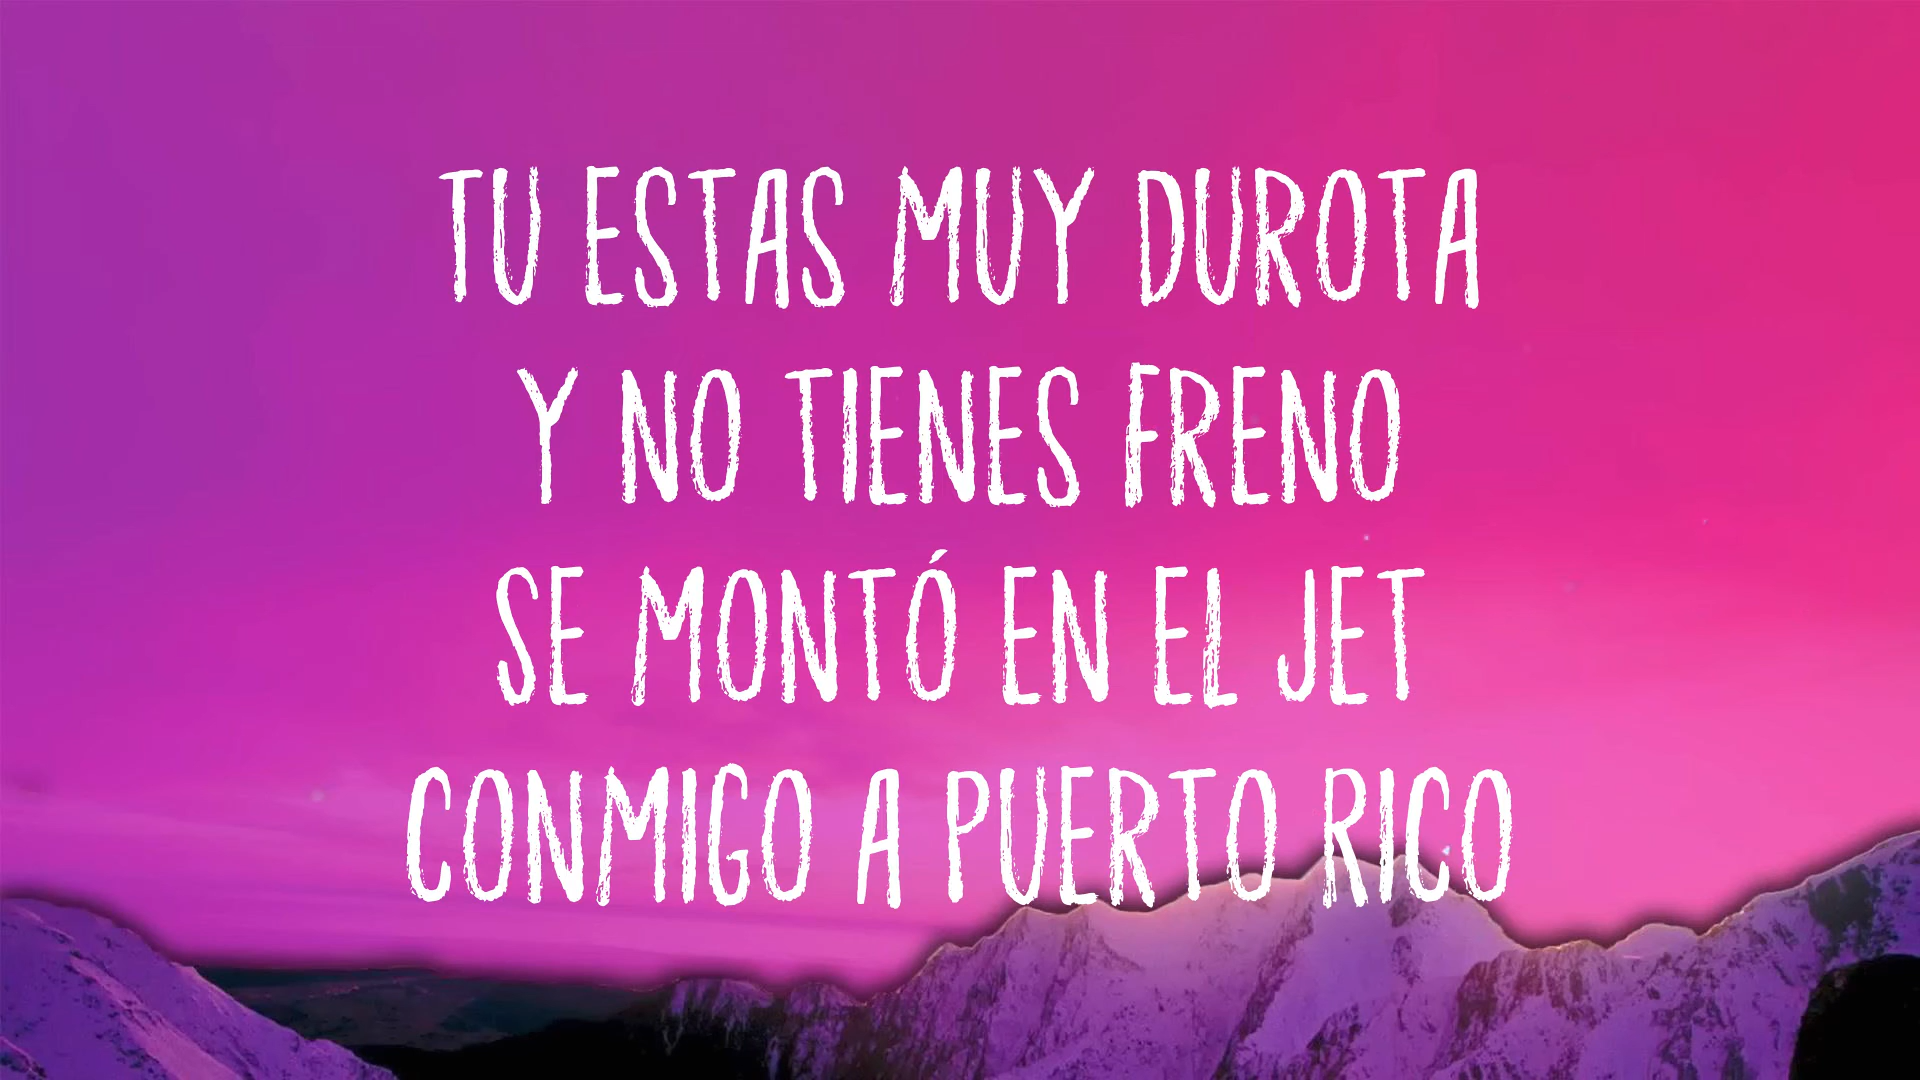 TU ESTAS MUY DUROTA
Y NO TIENES FRENO
SE MONTÓ EN EL JET
CONMIGO A PUERTO RICO